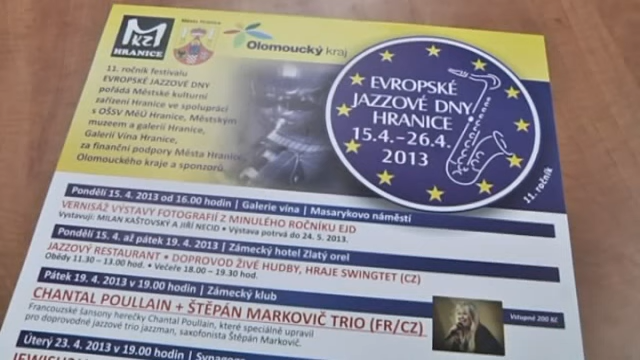 MKZ
HRANICE
Město Hranice
Olomoucký kraj
11. ročník festivalu
EVROPSKÉ JAZZOVÉ DNY
pořádá Městské kulturní
zařízení Hranice ve spolupráci
s OŠSV MěÚ Hranice, Městským
muzeem a galerií Hranice,
Galerií Vína Hranice,
za finanční podpory Města Hranice,
Olomouckého kraje a sponzorů.
EVROPSKÉ
JAZZOVÉ DNY
HRANICE
15.4.–26.4.
2013
11. ročník
Pondělí 15. 4. 2013 od 16.00 hodin | Galerie vína | Masarykovo náměstí
VERNISÁŽ VÝSTAVY FOTOGRAFIÍ Z MINULÉHO ROČNÍKU EJD
Vystavují: MILAN KAŠTOVSKÝ A JIŘÍ NECID • Výstava potrvá do 24. 5. 2013.
Pondělí 15. 4. až pátek 19. 4. 2013 | Zámecký hotel Zlatý orel
JAZZOVÝ RESTAURANT • DOPROVOD ŽIVÉ HUDBY, HRAJE SWINGTET (CZ)
Obědy 11.30 – 13.00 hod. • Večeře 18.00 – 19.30 hod.
Pátek 19. 4. 2013 v 19.00 hodin | Zámecký klub
CHANTAL POULLAIN + ŠTĚPÁN MARKOVIČ TRIO (FR/CZ)
Vstupné 200 Kč
Francouzské šansony herečky Chantal Poullain, které speciálně upravil
pro doprovodné jazzové trio jazzman, saxofonista Štěpán Markovič.
Úterý 23. 4. 2013 v 19.00 hodin | Synagoga